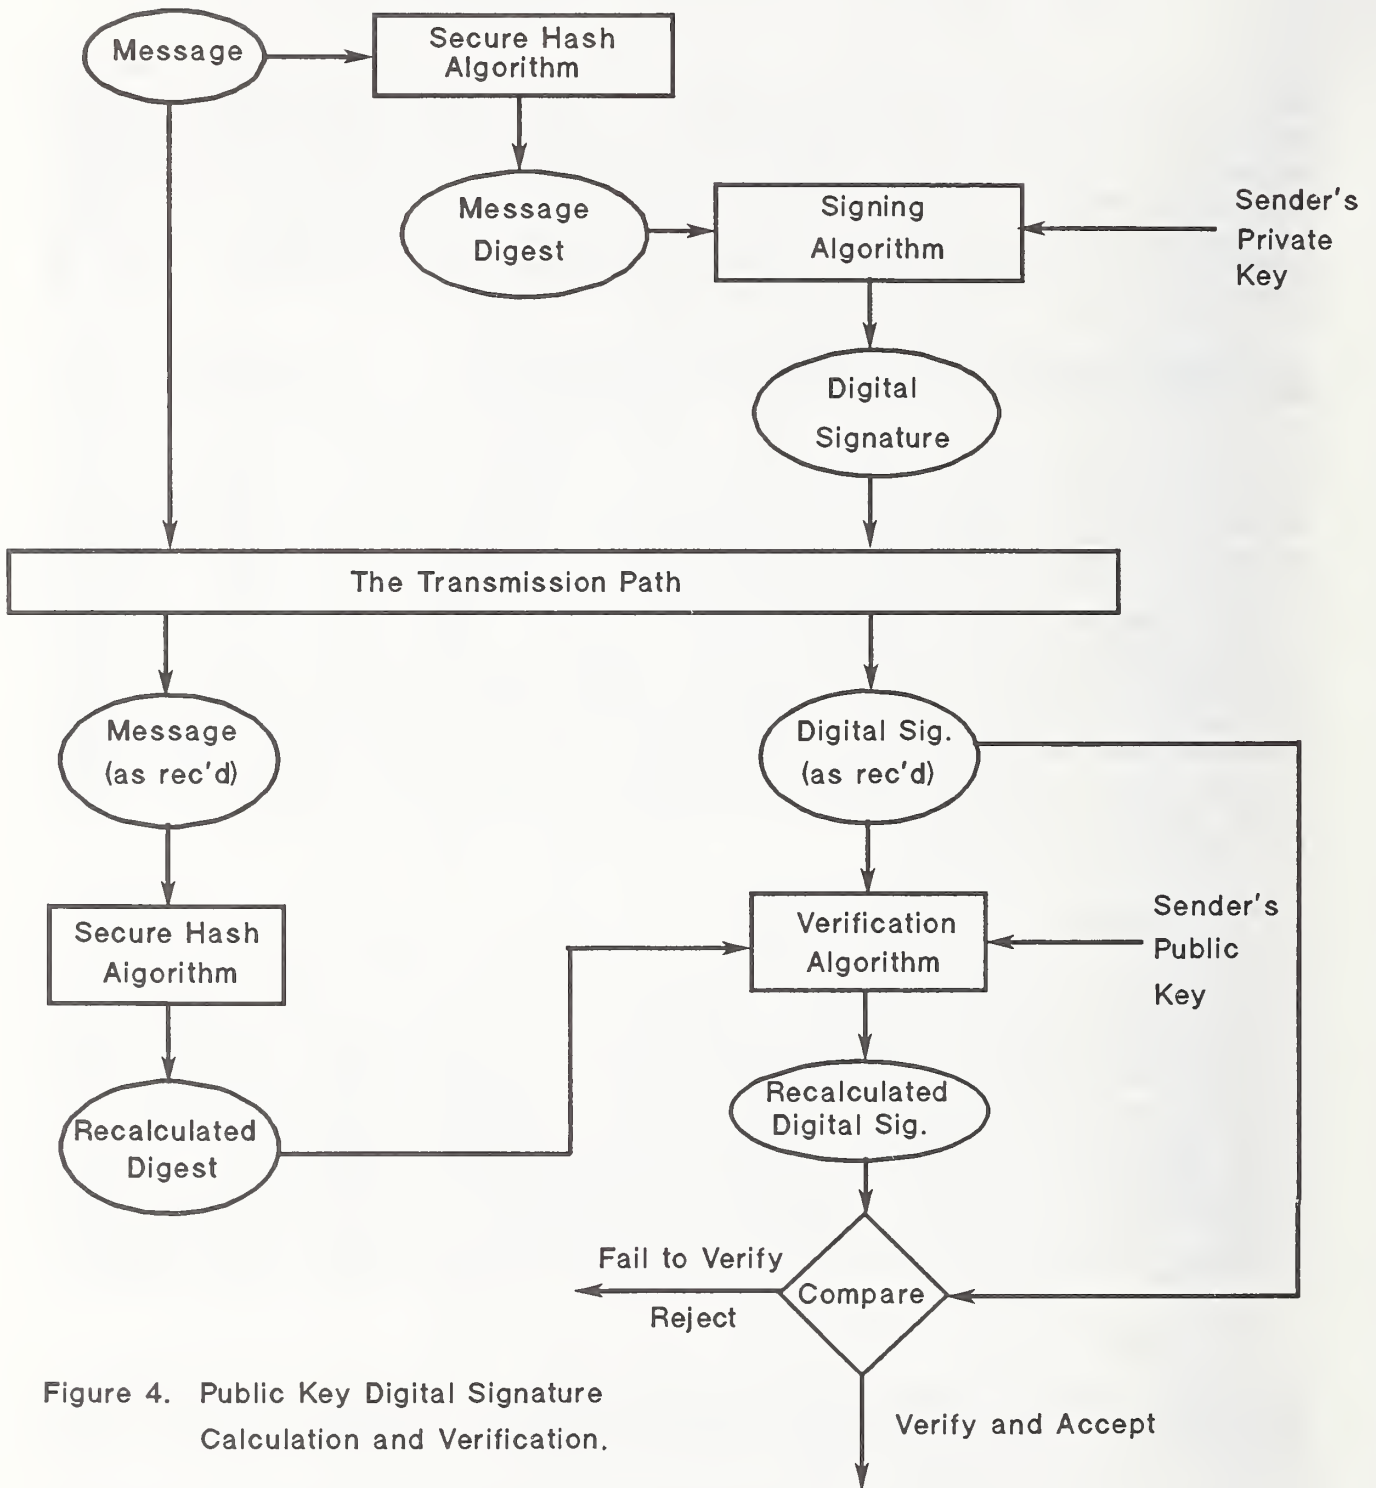 Message
Secure Hash
Algorithm
Message
Digest
Signing
Algorithm
Sender's
Private
Key
Digital
Signature
The Transmission Path
Message
(as rec'd)
Digital Sig.
(as rec'd)
Secure Hash
Aigorithm
Verification
Algorithm
Sender's
Public
Key
Recalculated
Digest
Recalculated
Digital Sig.
Fail to Verify
Reject
Compare
Verify and Accept
Figure 4. Public Key Digital Signature
Calculation and Verification.